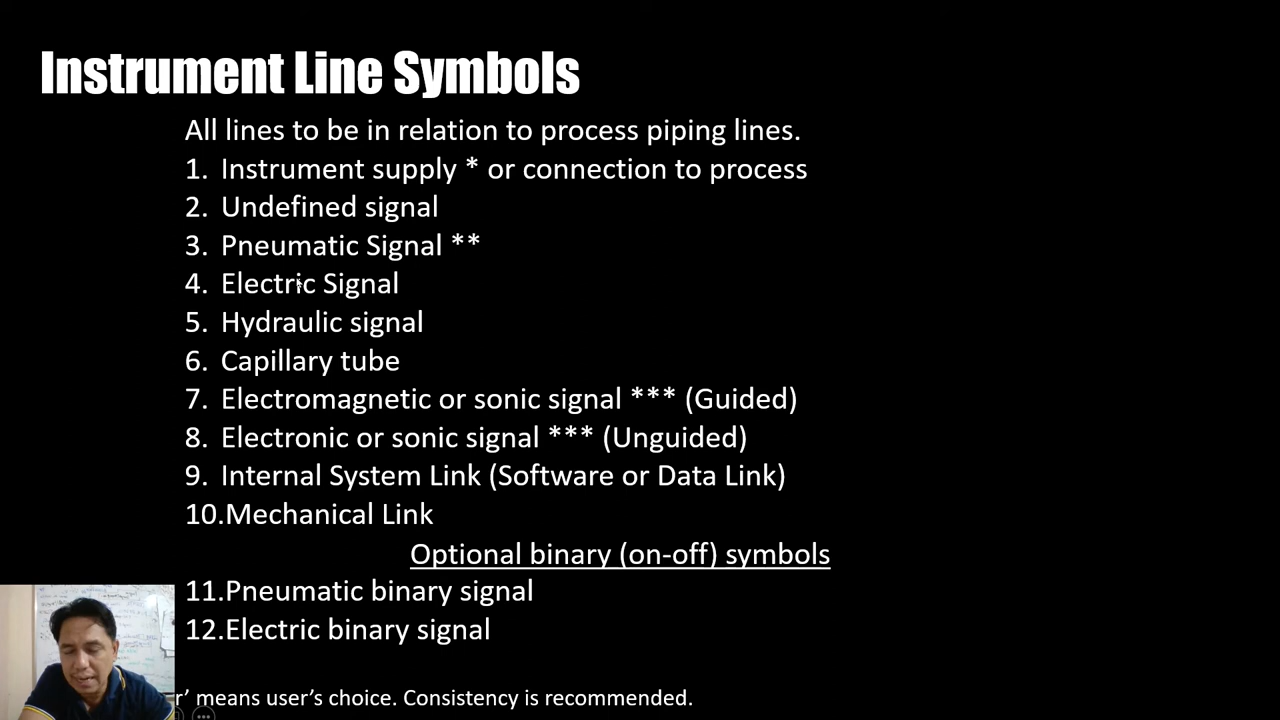 Instrument Line Symbols
All lines to be in relation to process piping lines.
1. Instrument supply * or connection to process
2. Undefined signal
3. Pneumatic Signal **
4. Electric Signal
5. Hydraulic signal
6. Capillary tube
7. Electromagnetic or sonic signal *** (Guided)
8. Electronic or sonic signal *** (Unguided)
9. Internal System Link (Software or Data Link)
10.Mechanical Link
Optional binary (on-off) symbols
11.Pneumatic binary signal
12.Electric binary signal
r’ means user’s choice. Consistency is recommended.